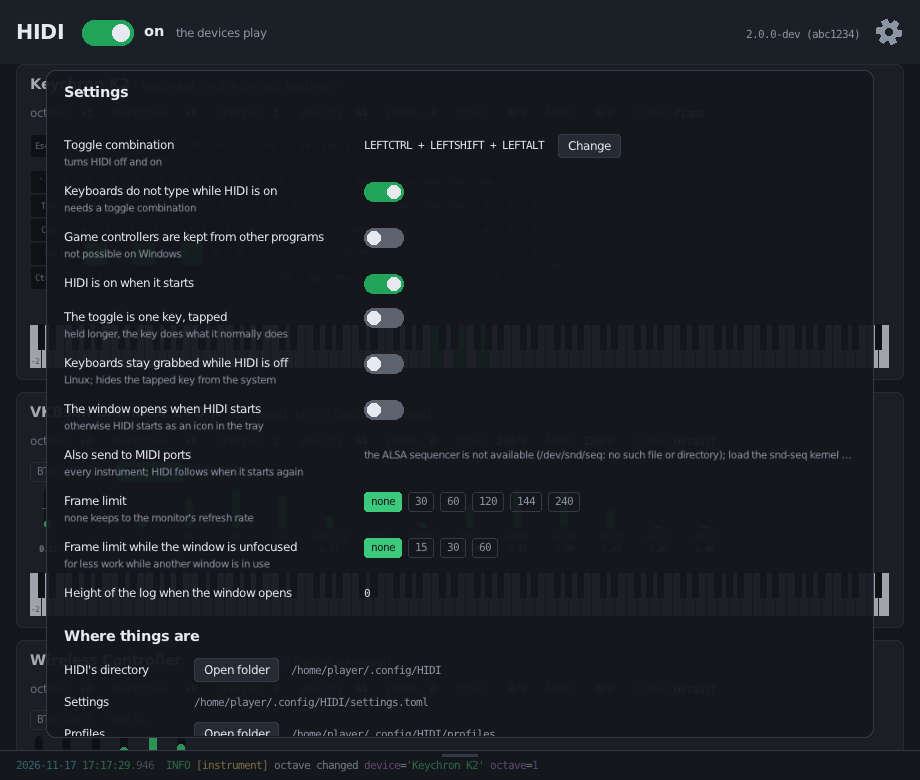 HIDI on the devices play 2.0.0-dev (abc1234)
Settings
Toggle combination LEFTCTRL + LEFTSHIFT + LEFTALT Change
turns HIDI off and on
Keyboards do not type while HIDI is on
needs a toggle combination
Game controllers are kept from other programs
not possible on Windows
HIDI is on when it starts
The toggle is one key, tapped
held longer, the key does what it normally does
Keyboards stay grabbed while HIDI is off
Linux; hides the tapped key from the system
The window opens when HIDI starts
otherwise HIDI starts as an icon in the tray
Also send to MIDI ports the ALSA sequencer is not available (/dev/snd/seq: no such file or directory); load the snd-seq kernel ...
every instrument; HIDI follows when it starts again
Frame limit none 30 60 120 144 240
none keeps to the monitor's refresh rate
Frame limit while the window is unfocused none 15 30 60
for less work while another window is in use
Height of the log when the window opens 0
Where things are
HIDI's directory Open folder /home/player/.config/HIDI
Settings /home/player/.config/HIDI/settings.toml
Profiles Open folder /home/player/.config/HIDI/profiles
2026-11-17 17:17:29.946 INFO [instrument] octave changed device='Keychron K2' octave=1